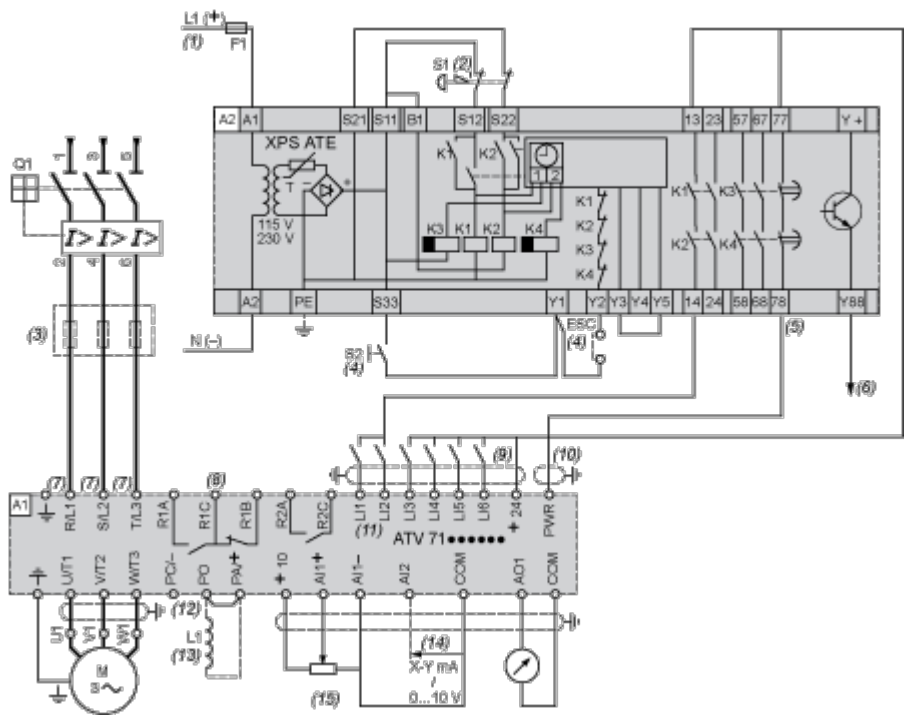 L1 (+)
(1)
F1
S1 (2)
A2 A1 S21 S11 B1 S12 S22 13 23 57 67 77 Y+
XPS ATE
K1 K2
T
+
1 2
115 V
230 V
K3 K1 K2 K4
K1
K2
K3
K4
K1 K3
K2 K4
A2 PE S33 Y1 Y2 Y3 Y4 Y5 14 24 58 68 78 Y88
Q1
1 3 5
I> I> I>
2 4 6
(3)
N (-)
S2
(4)
ESC
(4)
(5)
(6)
(7) (7) (7) (8) (9) (10)
A1
R/L1 S/L2 T/L3 R1A R1C R1B R2A R2C LI1 LI2 LI3 LI4 LI5 LI6 +24 PWR
(11)
ATV 71••••••
U/T1 V/T2 W/T3 PC/- PO PA/+ +10 AI1+ AI1- AI2 COM AO1 COM
(12)
U1 V1 W1
L1
(13)
M
3~
(14)
X-Y mA
/
0...10 V
(15)